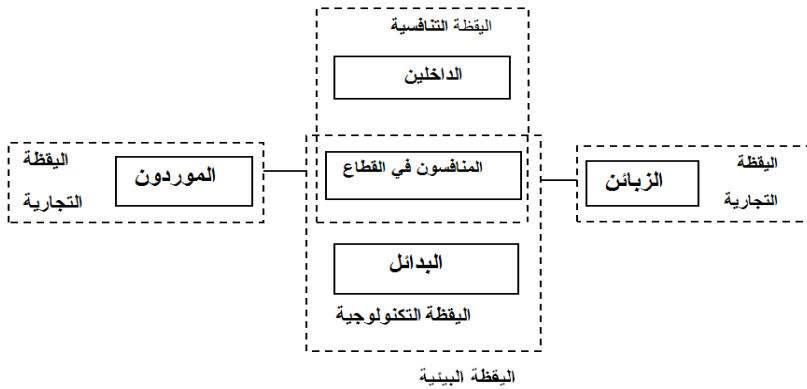 اليقظة التنافسية
الداخلين
اليقظة
التجارية
الزبائن
المنافسون في القطاع
الموردون
اليقظة
التجارية
البدائل
اليقظة التكنولوجية
اليقظة البيئية